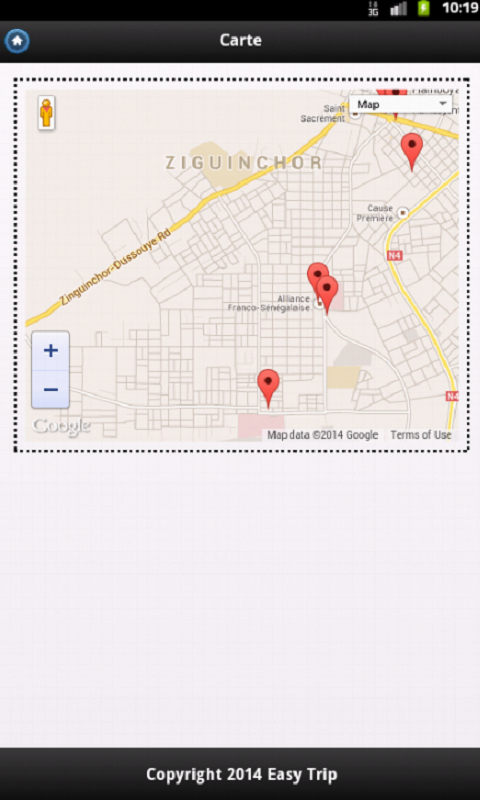 3G
10:19
Carte
Saint
Sacrement
Map
ZIGUINCHOR
Cause
Première
N4
Ziguinchor-Oussouye Rd
Alliance
Franco-Sénégalaise
+
−
N4
Google
Map data ©2014 Google Terms of Use
Copyright 2014 Easy Trip